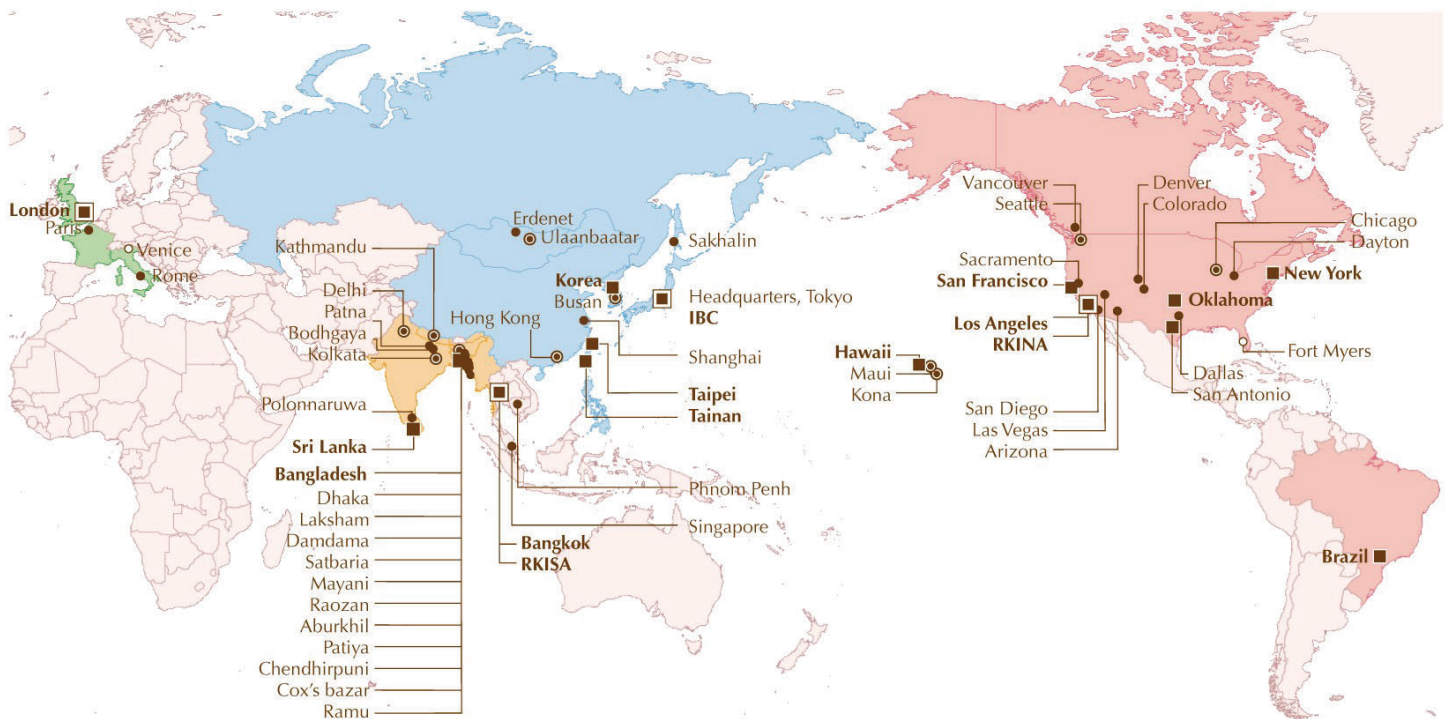 London
Paris
Venice
Rome
Kathmandu
Delhi
Patna
Bodhgaya
Kolkata
Polonnaruwa
Sri Lanka
Bangladesh
Dhaka
Laksham
Damdama
Satbaria
Mayani
Raozan
Aburkhil
Patiya
Chendhirpuni
Cox's bazar
Ramu
Erdenet
Ulaanbaatar
Sakhalin
Korea
Busan
Hong Kong
Headquarters, Tokyo
IBC
Shanghai
Taipei
Tainan
Phnom Penh
Singapore
Bangkok
RKISA
Hawaii
Maui
Kona
Vancouver
Seattle
Sacramento
San Francisco
Los Angeles
RKINA
San Diego
Las Vegas
Arizona
Denver
Colorado
Chicago
Dayton
New York
Oklahoma
Fort Myers
Dallas
San Antonio
Brazil